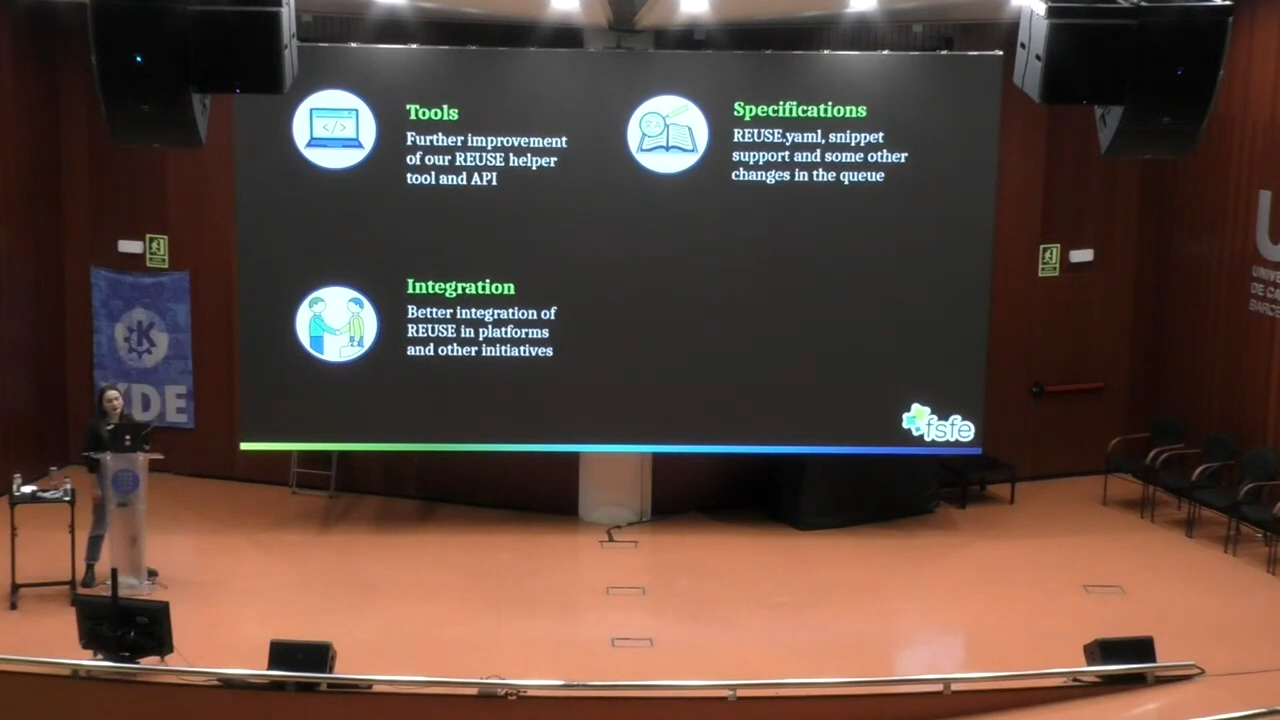 Tools
Further improvement
of our REUSE helper
tool and API
Specifications
REUSE.yaml, snippet
support and some other
changes in the queue
Integration
Better integration of
REUSE in platforms
and other initiatives
fsfe
K
KDE